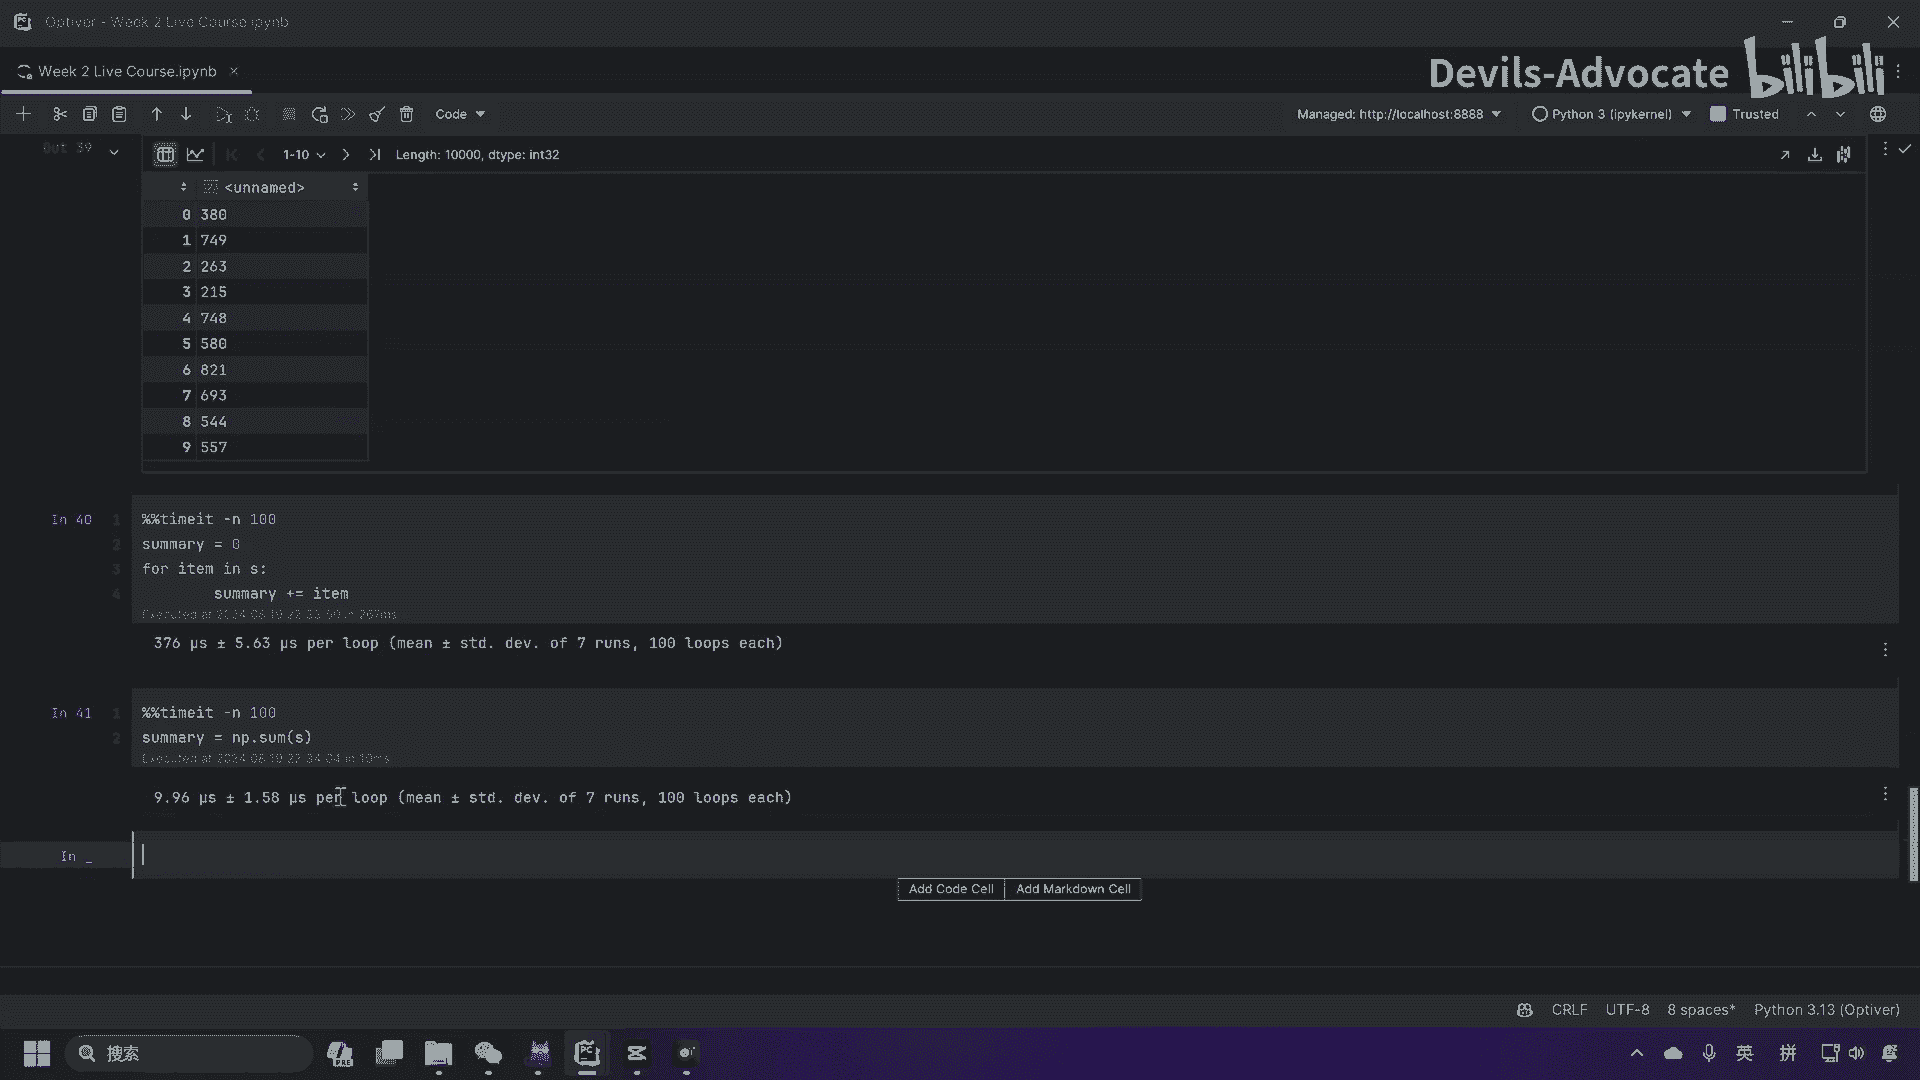 Optiver - Week 2 Live Course.ipynb
Week 2 Live Course.ipynb
Devils-Advocate bilibili
Code
Managed: http://localhost:8888
Python 3 (ipykernel)
Trusted
Out 39
1-10
Length: 10000, dtype: int32
<unnamed>
0 380
1 749
2 263
3 215
4 748
5 580
6 821
7 693
8 544
9 557
In 40
1 %%timeit -n 100
2 summary = 0
3 for item in s:
4 summary += item
376 µs ± 5.63 µs per loop (mean ± std. dev. of 7 runs, 100 loops each)
In 41
1 %%timeit -n 100
2 summary = np.sum(s)
9.96 µs ± 1.58 µs per loop (mean ± std. dev. of 7 runs, 100 loops each)
In _
Add Code Cell
Add Markdown Cell
CRLF
UTF-8
8 spaces*
Python 3.13 (Optiver)
搜索
PRE
PC
英
拼